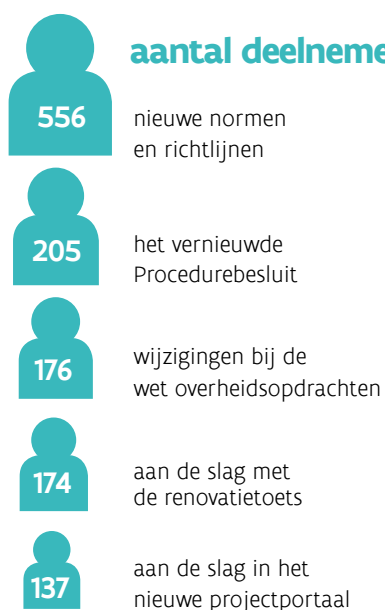 aantal deelneme
556
nieuwe normen
en richtlijnen
205
het vernieuwde
Procedurebesluit
176
wijzigingen bij de
wet overheidsopdrachten
174
aan de slag met
de renovatietoets
137
aan de slag in het
nieuwe projectportaal